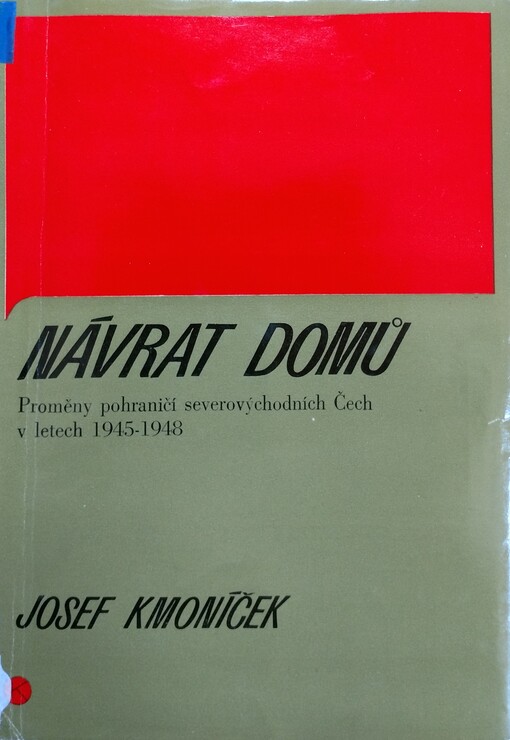 NÁVRAT DOMŮ
Proměny pohraničí severovýchodních Čech
v letech 1945-1948
JOSEF KMONÍČEK